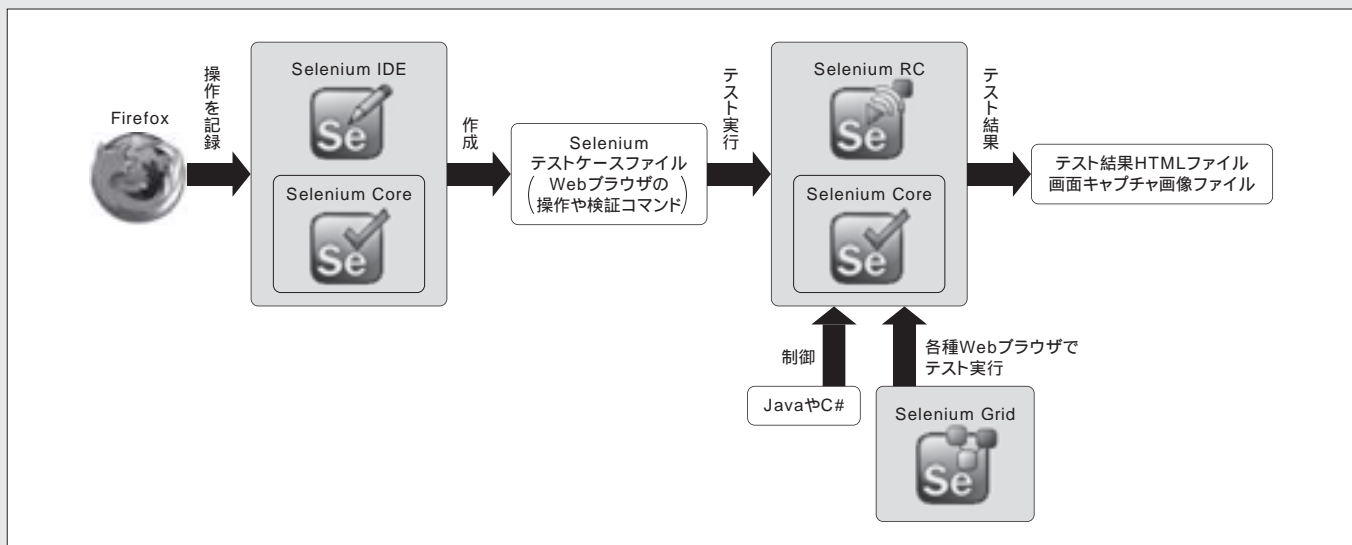 Firefox
操作を記録
Selenium IDE
Se
Selenium Core
Se
作成
Selenium
テストケースファイル
(Webブラウザの
操作や検証コマンド)
テスト実行
Selenium RC
Se
Selenium Core
Se
テスト結果
テスト結果HTMLファイル
画面キャプチャ画像ファイル
制御
JavaやC#
各種Webブラウザで
テスト実行
Selenium Grid
Se